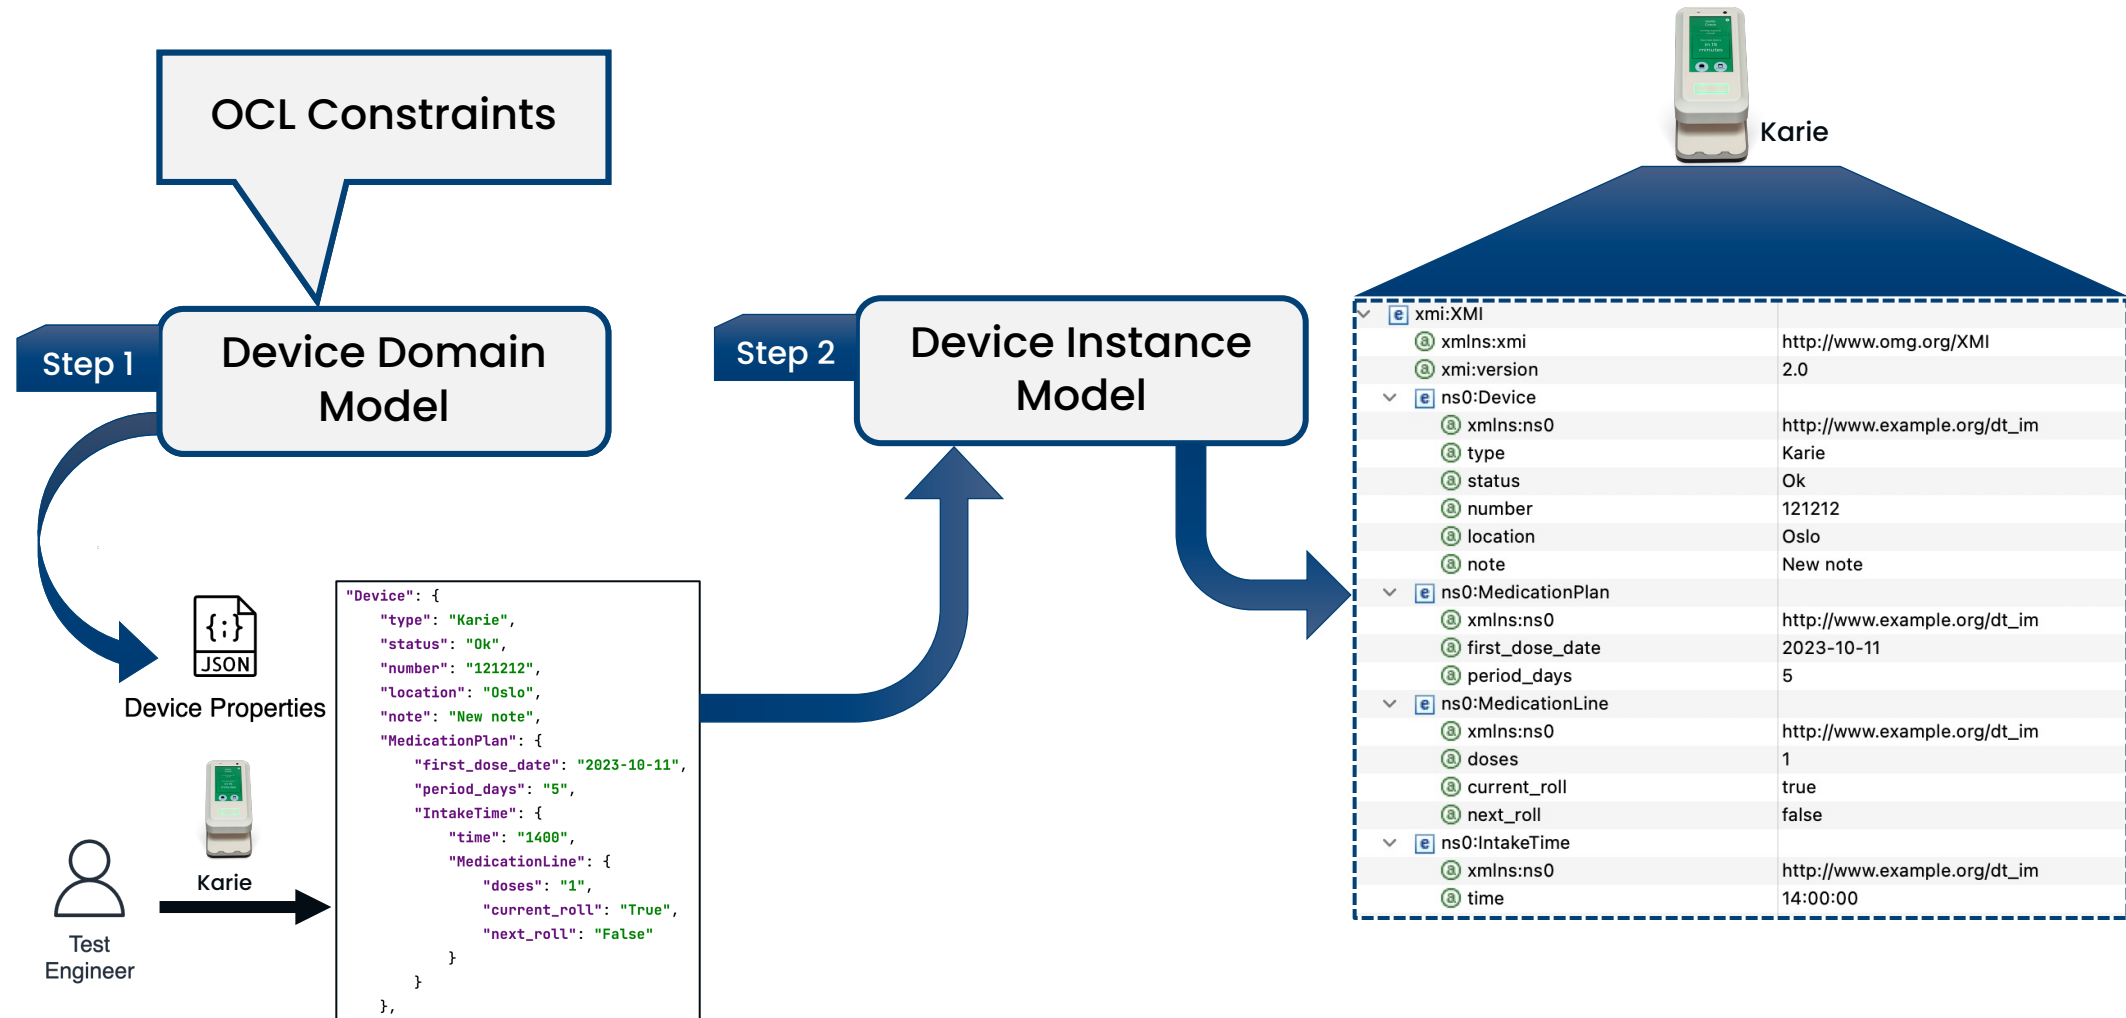 OCL Constraints
Step 1
Device Domain
Model
{;}
JSON
Device Properties
Karie
Test
Engineer
"Device": {
"type": "Karie",
"status": "Ok",
"number": "121212",
"location": "Oslo",
"note": "New note",
"MedicationPlan": {
"first_dose_date": "2023-10-11",
"period_days": "5",
"IntakeTime": {
"time": "1400",
"MedicationLine": {
"doses": "1",
"current_roll": "True",
"next_roll": "False"
}
}
},
Step 2
Device Instance
Model
in 15
minutes
Karie
e xmi:XMI
a xmlns:xmi http://www.omg.org/XMI
a xmi:version 2.0
e ns0:Device
a xmlns:ns0 http://www.example.org/dt_im
a type Karie
a status Ok
a number 121212
a location Oslo
a note New note
e ns0:MedicationPlan
a xmlns:ns0 http://www.example.org/dt_im
a first_dose_date 2023-10-11
a period_days 5
e ns0:MedicationLine
a xmlns:ns0 http://www.example.org/dt_im
a doses 1
a current_roll true
a next_roll false
e ns0:IntakeTime
a xmlns:ns0 http://www.example.org/dt_im
a time 14:00:00